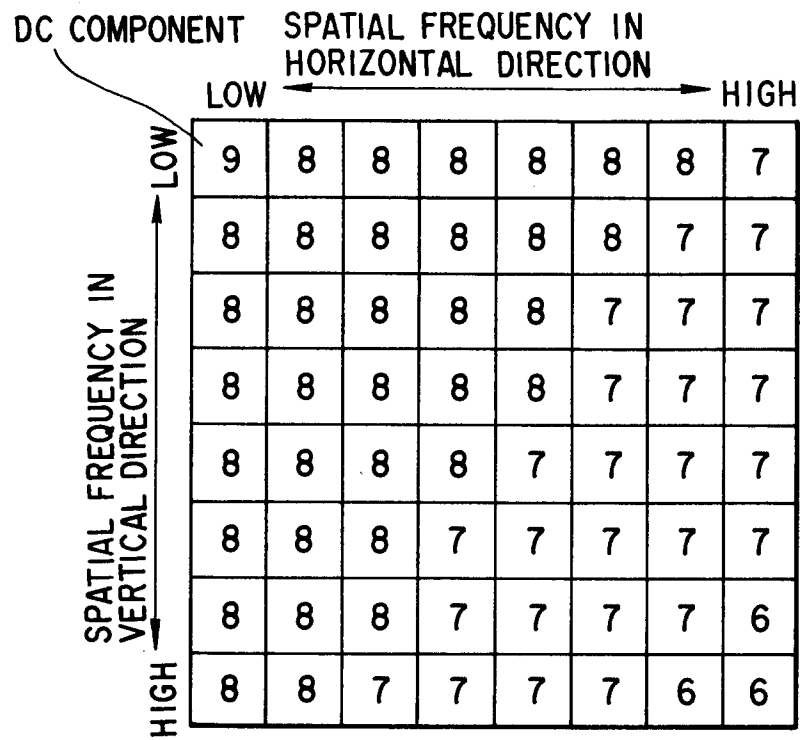 DC COMPONENT
SPATIAL FREQUENCY IN
HORIZONTAL DIRECTION
LOW HIGH
LOW
SPATIAL FREQUENCY IN
VERTICAL DIRECTION
HIGH
9 8 8 8 8 8 8 7
8 8 8 8 8 8 7 7
8 8 8 8 8 7 7 7
8 8 8 8 8 7 7 7
8 8 8 8 7 7 7 7
8 8 8 7 7 7 7 7
8 8 8 7 7 7 7 6
8 8 7 7 7 7 6 6